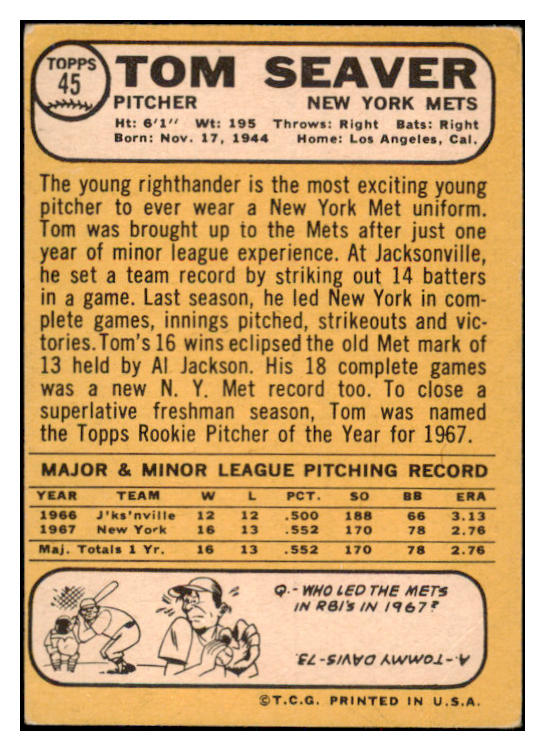 TOPPS
45
TOM SEAVER
PITCHER NEW YORK METS
Ht: 6'1" Wt: 195 Throws: Right Bats: Right
Born: Nov. 17, 1944 Home: Los Angeles, Cal.
The young righthander is the most exciting young
pitcher to ever wear a New York Met uniform.
Tom was brought up to the Mets after just one
year of minor league experience. At Jacksonville,
he set a team record by striking out 14 batters
in a game. Last season, he led New York in com-
plete games, innings pitched, strikeouts and vic-
tories. Tom's 16 wins eclipsed the old Met mark of
13 held by Al Jackson. His 18 complete games
was a new N. Y. Met record too. To close a
superlative freshman season, Tom was named
the Topps Rookie Pitcher of the Year for 1967.
MAJOR & MINOR LEAGUE PITCHING RECORD
YEAR TEAM W L PCT. SO BB ERA
1966 J'ks'nville 12 12 .500 188 66 3.13
1967 New York 16 13 .552 170 78 2.76
Maj. Totals 1 Yr. 16 13 .552 170 78 2.76
Q.- WHO LED THE METS
IN RBI'S IN 1967?
A.- TOMMY DAVIS-73.
©T.C.G. PRINTED IN U.S.A.